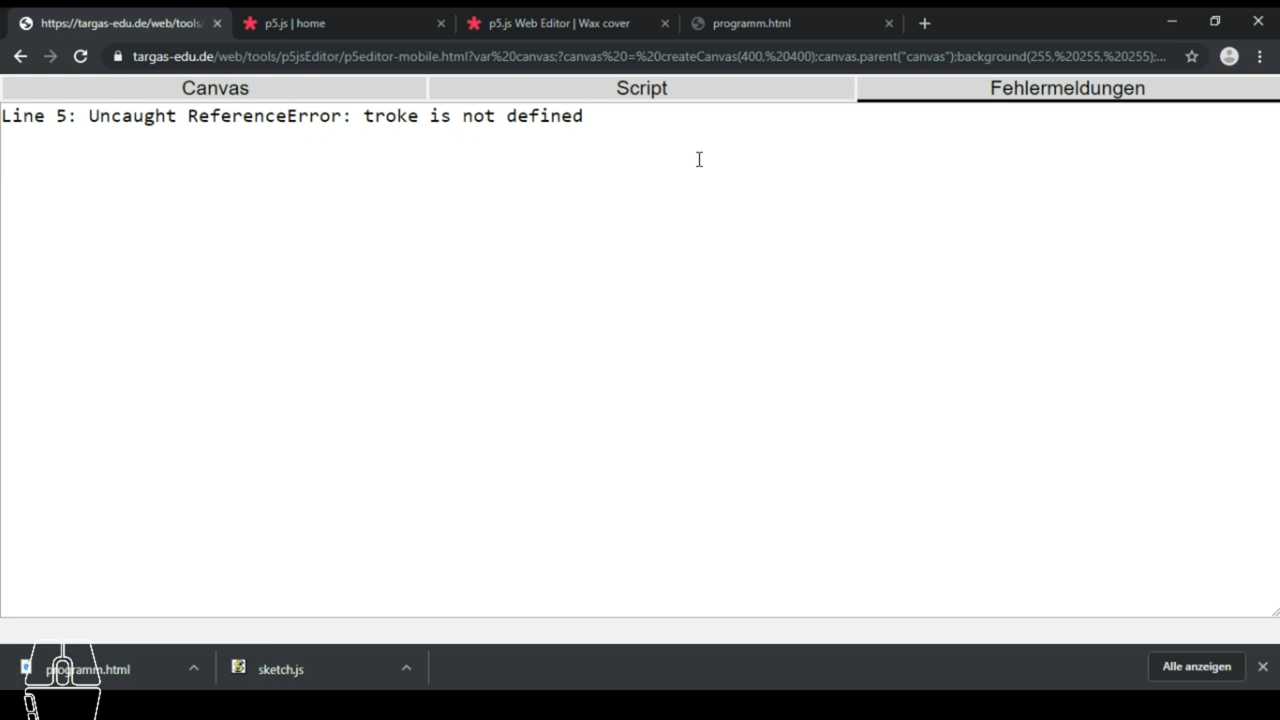 https://targas-edu.de/web/tools/
p5.js | home
p5.js Web Editor | Wax cover
programm.html
targas-edu.de/web/tools/p5jsEditor/p5editor-mobile.html?var%20canvas;?canvas%20=%20createCanvas(400,%20400);canvas.parent("canvas");background(255,%20255,%20255);...
Canvas
Script
Fehlermeldungen
Line 5: Uncaught ReferenceError: troke is not defined
programm.html
sketch.js
Alle anzeigen